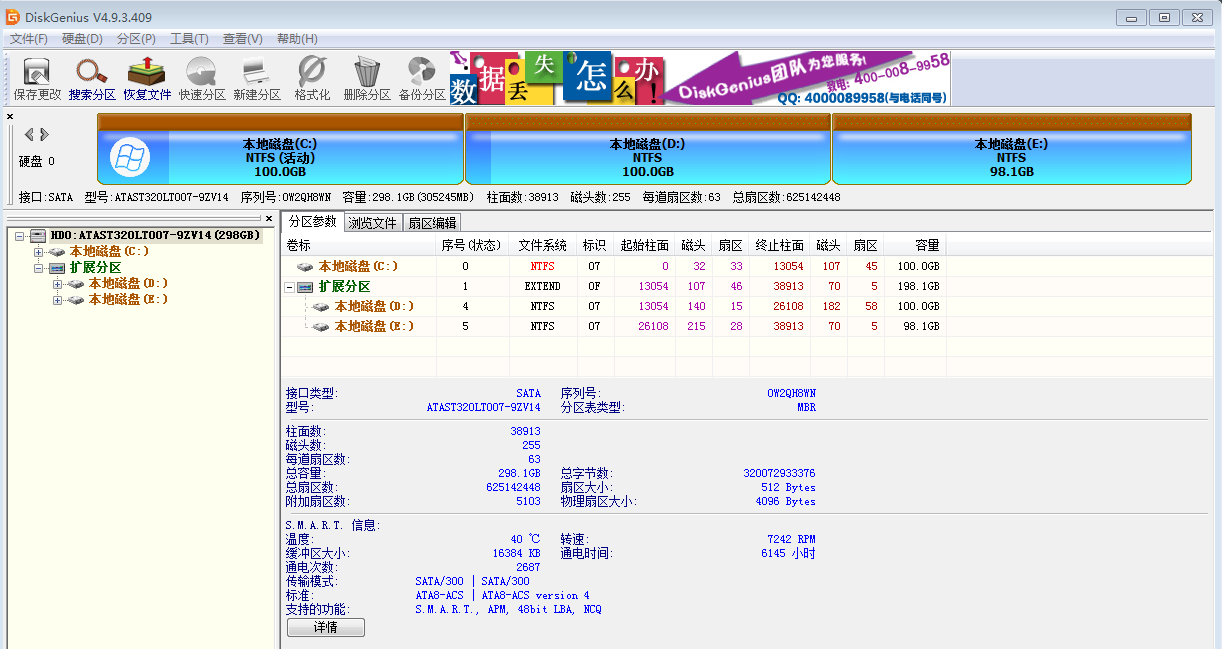 DiskGenius V4.9.3.409
文件(F) 硬盘(D) 分区(P) 工具(T) 查看(V) 帮助(H)
保存更改 搜索分区 恢复文件 快速分区 新建分区 格式化 删除分区 备份分区
数据丢失怎么办!
DiskGenius团队为您服务!
致电: 400-008-9958
QQ: 4000089958(与电话同号)
本地磁盘(C:) 本地磁盘(D:) 本地磁盘(E:)
NTFS (活动) NTFS NTFS
100.0GB 100.0GB 98.1GB
硬盘 0
接口:SATA 型号:ATAST320LT007-9ZV14 序列号:0W2QH8WN 容量:298.1GB(305245MB) 柱面数:38913 磁头数:255 每道扇区数:63 总扇区数:625142448
HD0:ATAST320LT007-9ZV14(298GB)
本地磁盘(C:)
扩展分区
本地磁盘(D:)
本地磁盘(E:)
分区参数 浏览文件 扇区编辑
卷标 序号(状态) 文件系统 标识 起始柱面 磁头 扇区 终止柱面 磁头 扇区 容量
本地磁盘(C:) 0 NTFS 07 0 32 33 13054 107 45 100.0GB
扩展分区 1 EXTEND 0F 13054 107 46 38913 70 5 198.1GB
本地磁盘(D:) 4 NTFS 07 13054 140 15 26108 182 58 100.0GB
本地磁盘(E:) 5 NTFS 07 26108 215 28 38913 70 5 98.1GB
接口类型: SATA 序列号: 0W2QH8WN
型号: ATAST320LT007-9ZV14 分区表类型: MBR
柱面数: 38913
磁头数: 255
每道扇区数: 63
总容量: 298.1GB 总字节数: 320072933376
总扇区数: 625142448 扇区大小: 512 Bytes
附加扇区数: 5103 物理扇区大小: 4096 Bytes
S.M.A.R.T. 信息:
温度: 40 ℃ 转速: 7242 RPM
缓冲区大小: 16384 KB 通电时间: 6145 小时
通电次数: 2687
传输模式: SATA/300 | SATA/300
标准: ATA8-ACS | ATA8-ACS version 4
支持的功能: S.M.A.R.T., APM, 48bit LBA, NCQ
详情